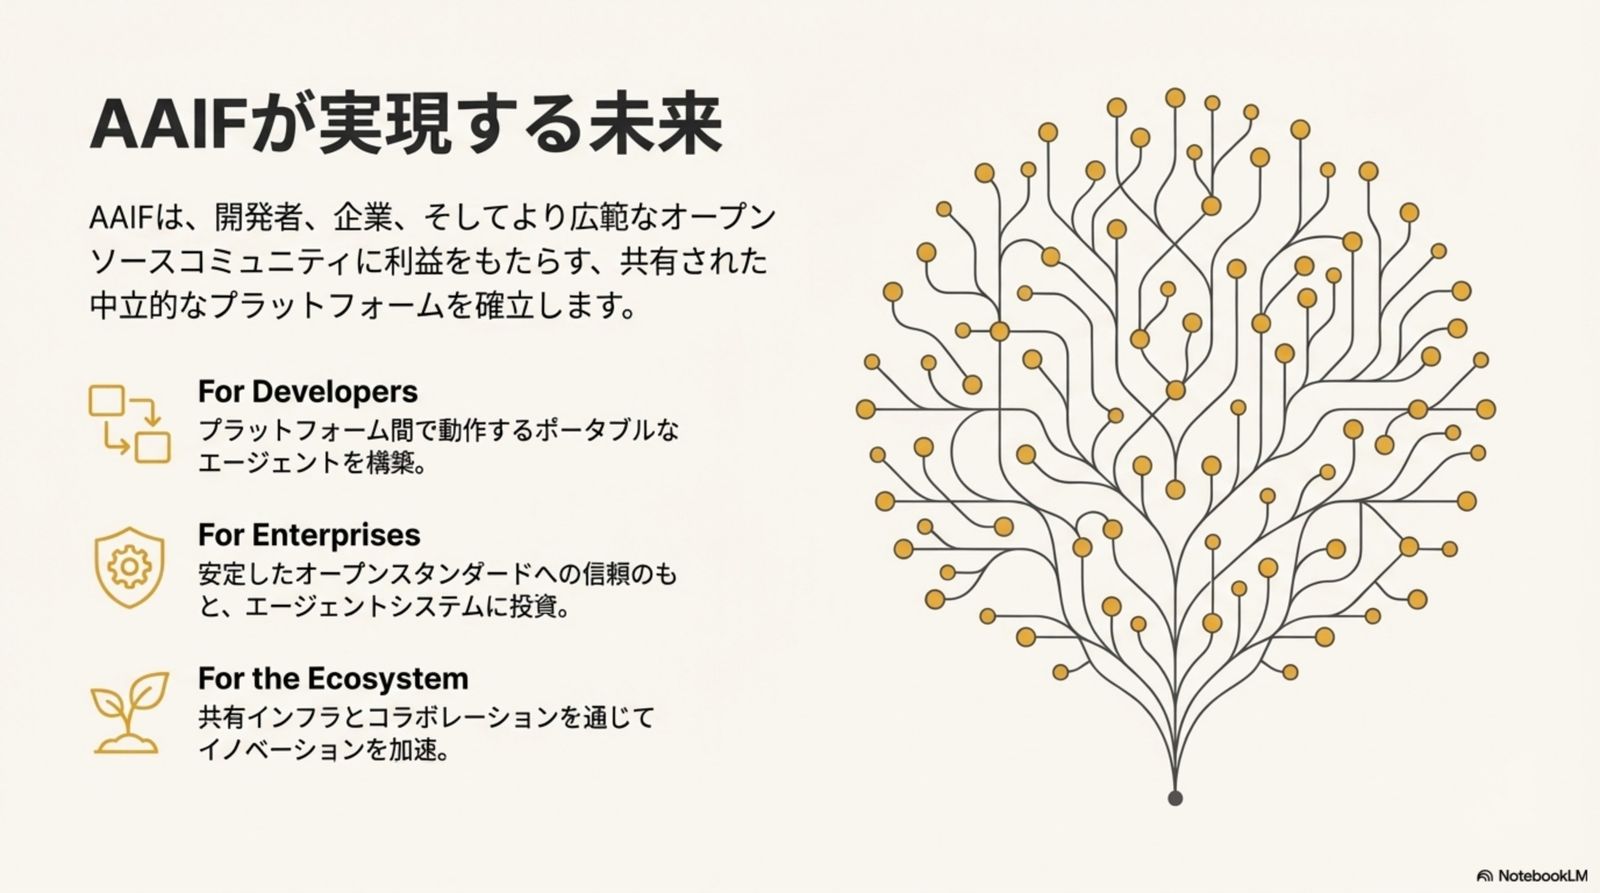 AAIFが実現する未来
AAIFは、開発者、企業、そしてより広範なオープン
ソースコミュニティに利益をもたらす、共有された
中立的なプラットフォームを確立します。
For Developers
プラットフォーム間で動作するポータブルな
エージェントを構築。
For Enterprises
安定したオープンスタンダードへの信頼のも
と、エージェントシステムに投資。
For the Ecosystem
共有インフラとコラボレーションを通じて
イノベーションを加速。
NotebookLM